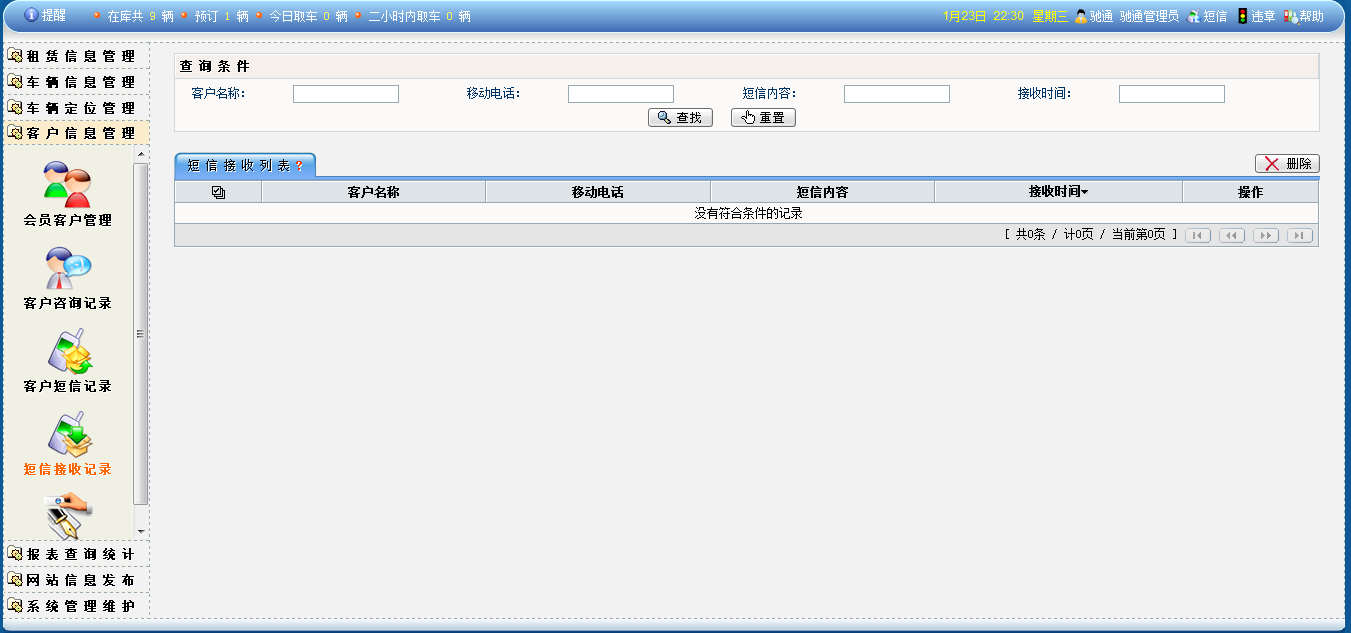 提醒 在库共 9 辆 预订 1 辆 今日取车 0 辆 二小时内取车 0 辆 1月23日 22:30 星期三 驰通 驰通管理员 短信 违章 帮助
租赁信息管理
车辆信息管理
车辆定位管理
客户信息管理
会员客户管理
客户咨询记录
客户短信记录
短信接收记录
报表查询统计
网站信息发布
系统管理维护
查询条件
客户名称: 移动电话: 短信内容: 接收时间:
查找 重置
短信接收列表? 删除
客户名称 移动电话 短信内容 接收时间 操作
没有符合条件的记录
[ 共0条 / 计0页 / 当前第0页 ]